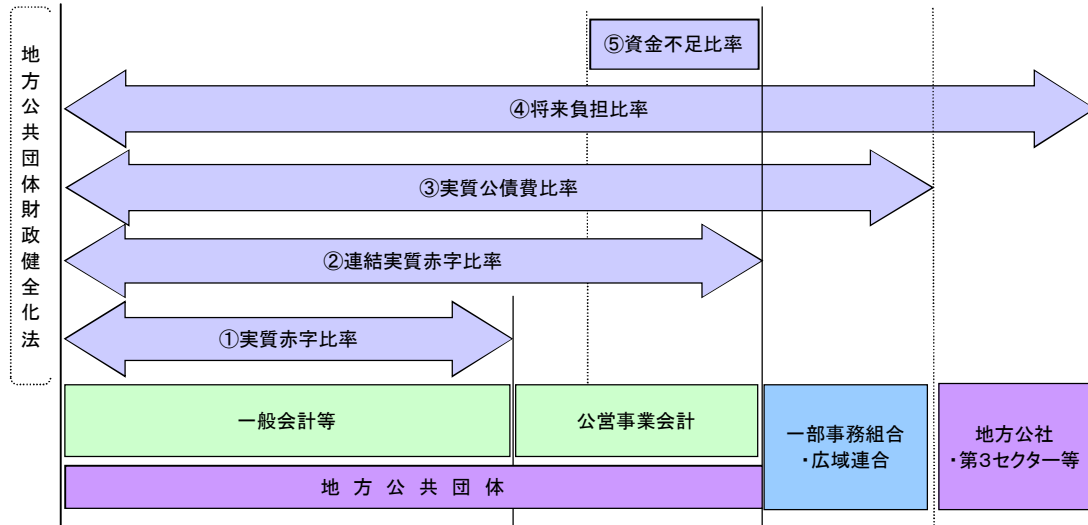 地方公共団体財政健全化法
⑤資金不足比率
④将来負担比率
③実質公債費比率
②連結実質赤字比率
①実質赤字比率
一般会計等
公営事業会計
一部事務組合
・広域連合
地方公社
・第3セクター等
地方公共団体